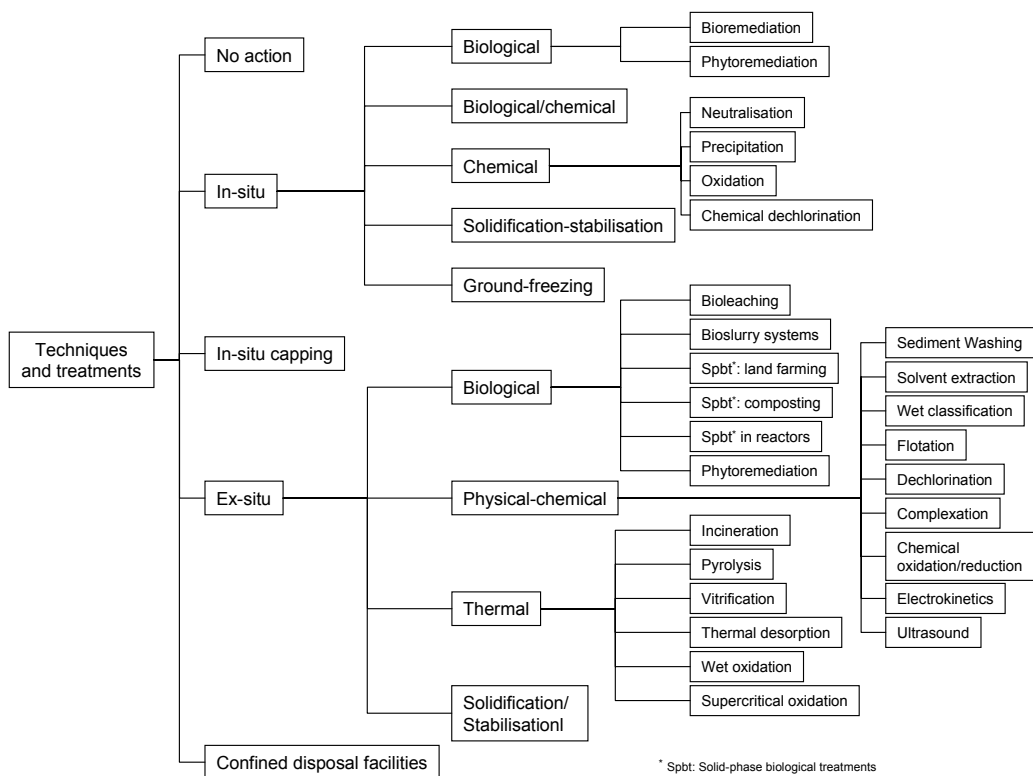 Techniques
and treatments
No action
In-situ
Biological
Bioremediation
Phytoremediation
Biological/chemical
Chemical
Neutralisation
Precipitation
Oxidation
Chemical dechlorination
Solidification-stabilisation
Ground-freezing
In-situ capping
Ex-situ
Biological
Bioleaching
Bioslurry systems
Spbt*: land farming
Spbt*: composting
Spbt* in reactors
Phytoremediation
Physical-chemical
Sediment Washing
Solvent extraction
Wet classification
Flotation
Dechlorination
Complexation
Chemical
oxidation/reduction
Electrokinetics
Ultrasound
Thermal
Incineration
Pyrolysis
Vitrification
Thermal desorption
Wet oxidation
Supercritical oxidation
Solidification/
Stabilisationl
Confined disposal facilities
* Spbt: Solid-phase biological treatments